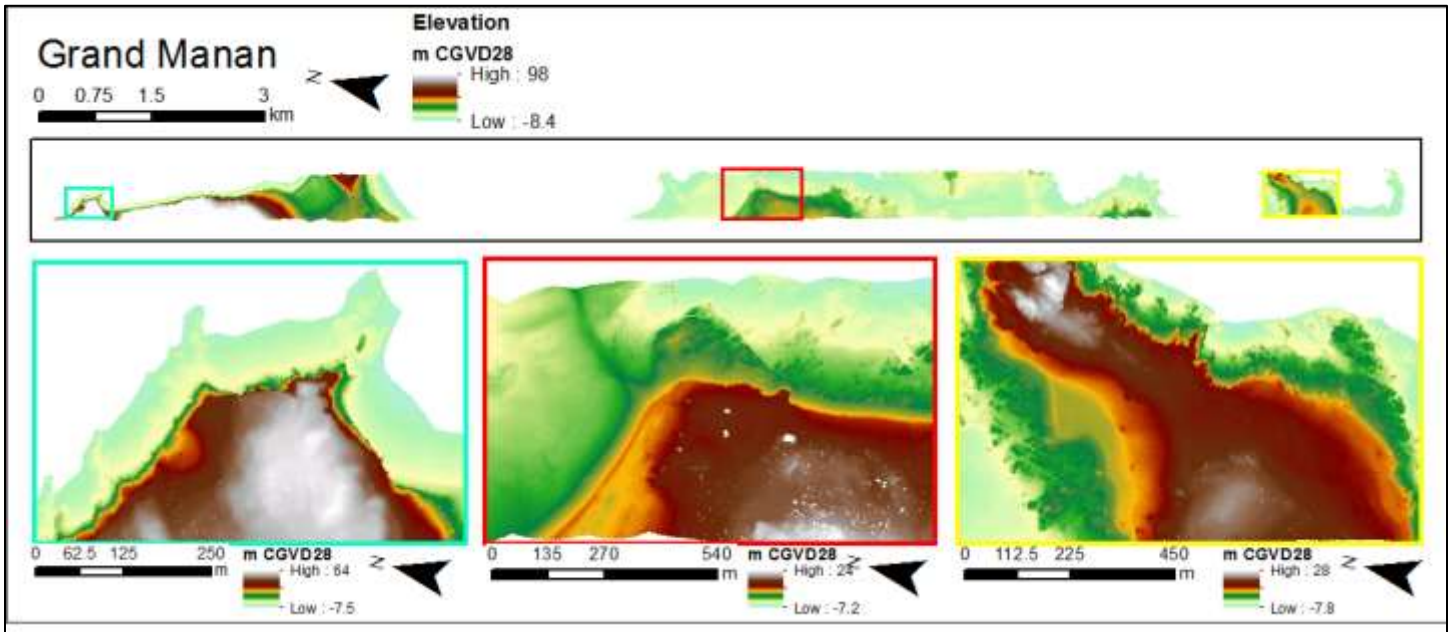 Grand Manan
0 0.75 1.5 3
km
N
Elevation
m CGVD28
High : 98
Low : -8.4
0 62.5 125 250
m
m CGVD28
High : 64
Low : -7.5
N
0 135 270 540
m
m CGVD28
High : 24
Low : -7.2
N
0 112.5 225 450
m
m CGVD28
High : 28
Low : -7.8
N